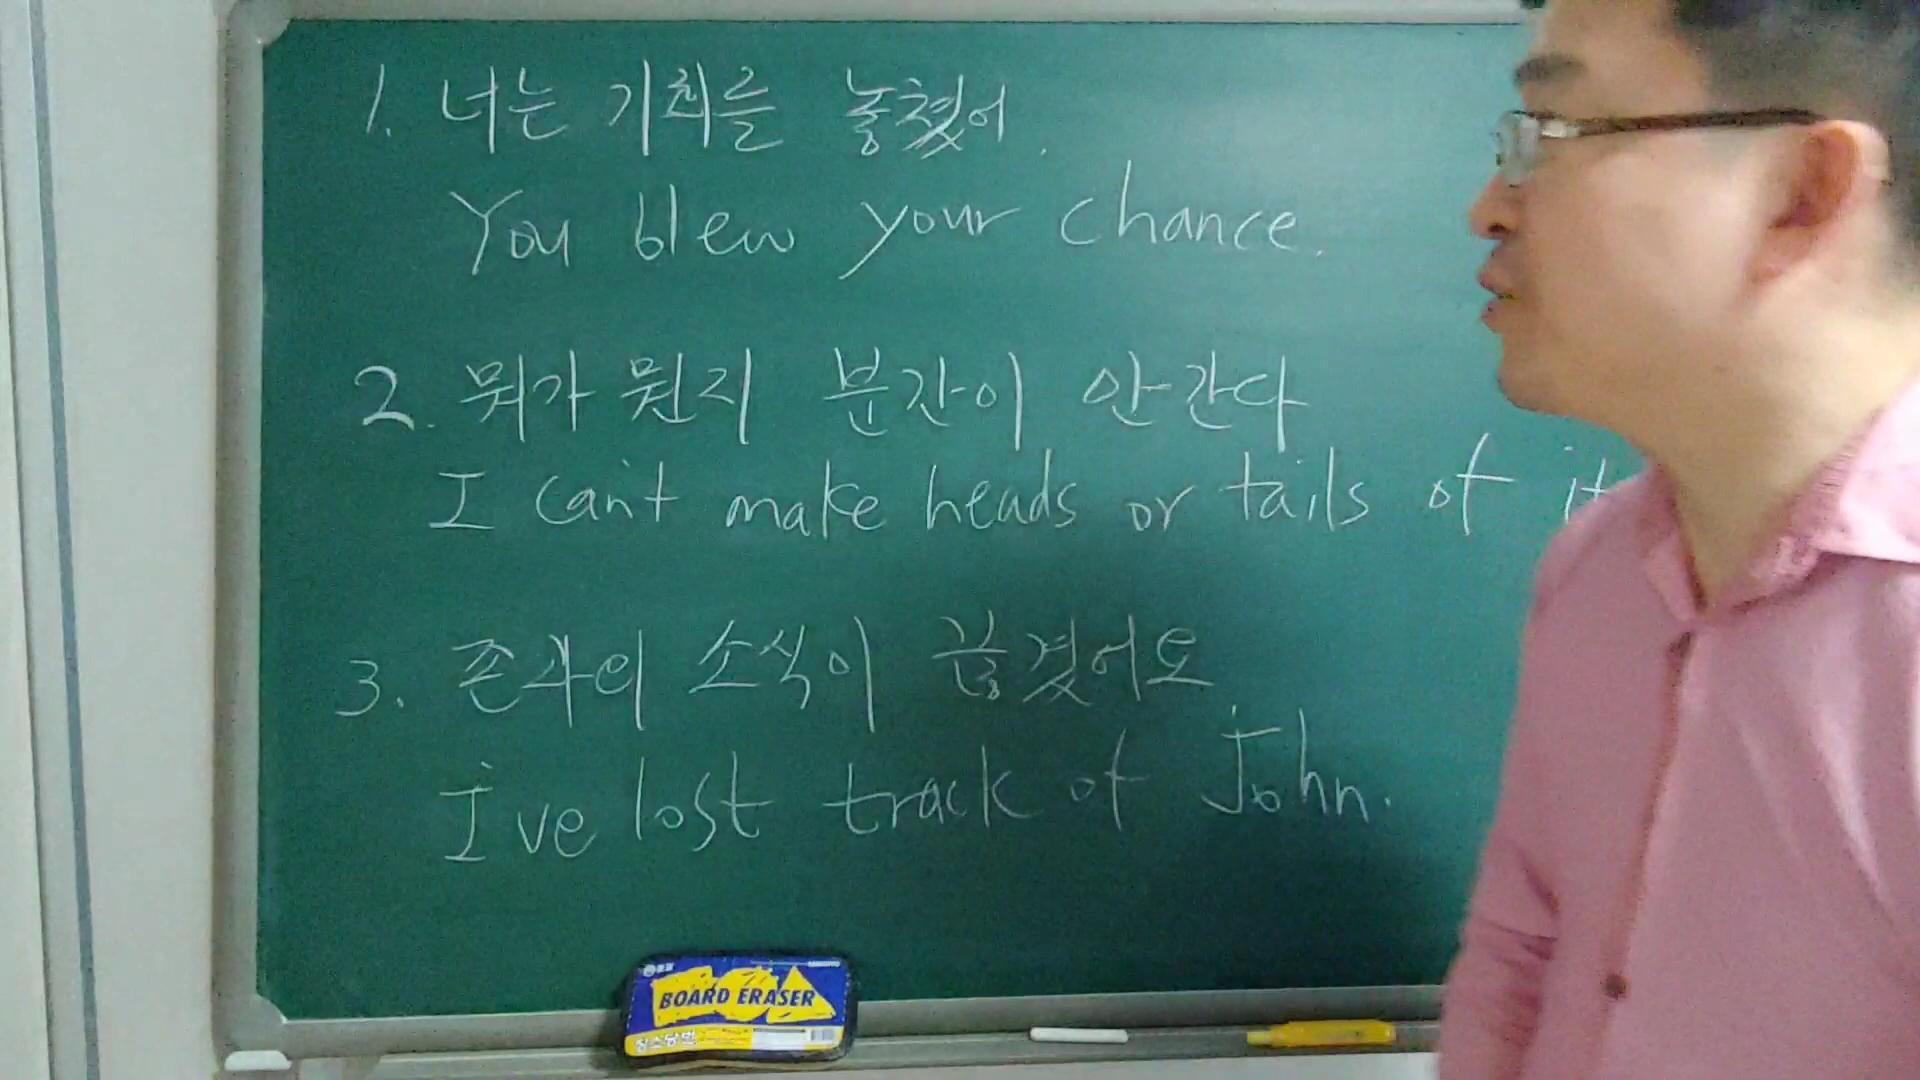 1. 너는 기회를 놓쳤어.
You blew your chance.
2. 뭐가 뭔지 분간이 안간다
I can't make heads or tails of it
3. 존과의 소식이 끊겼어요
I've lost track of John.
BOARD ERASER